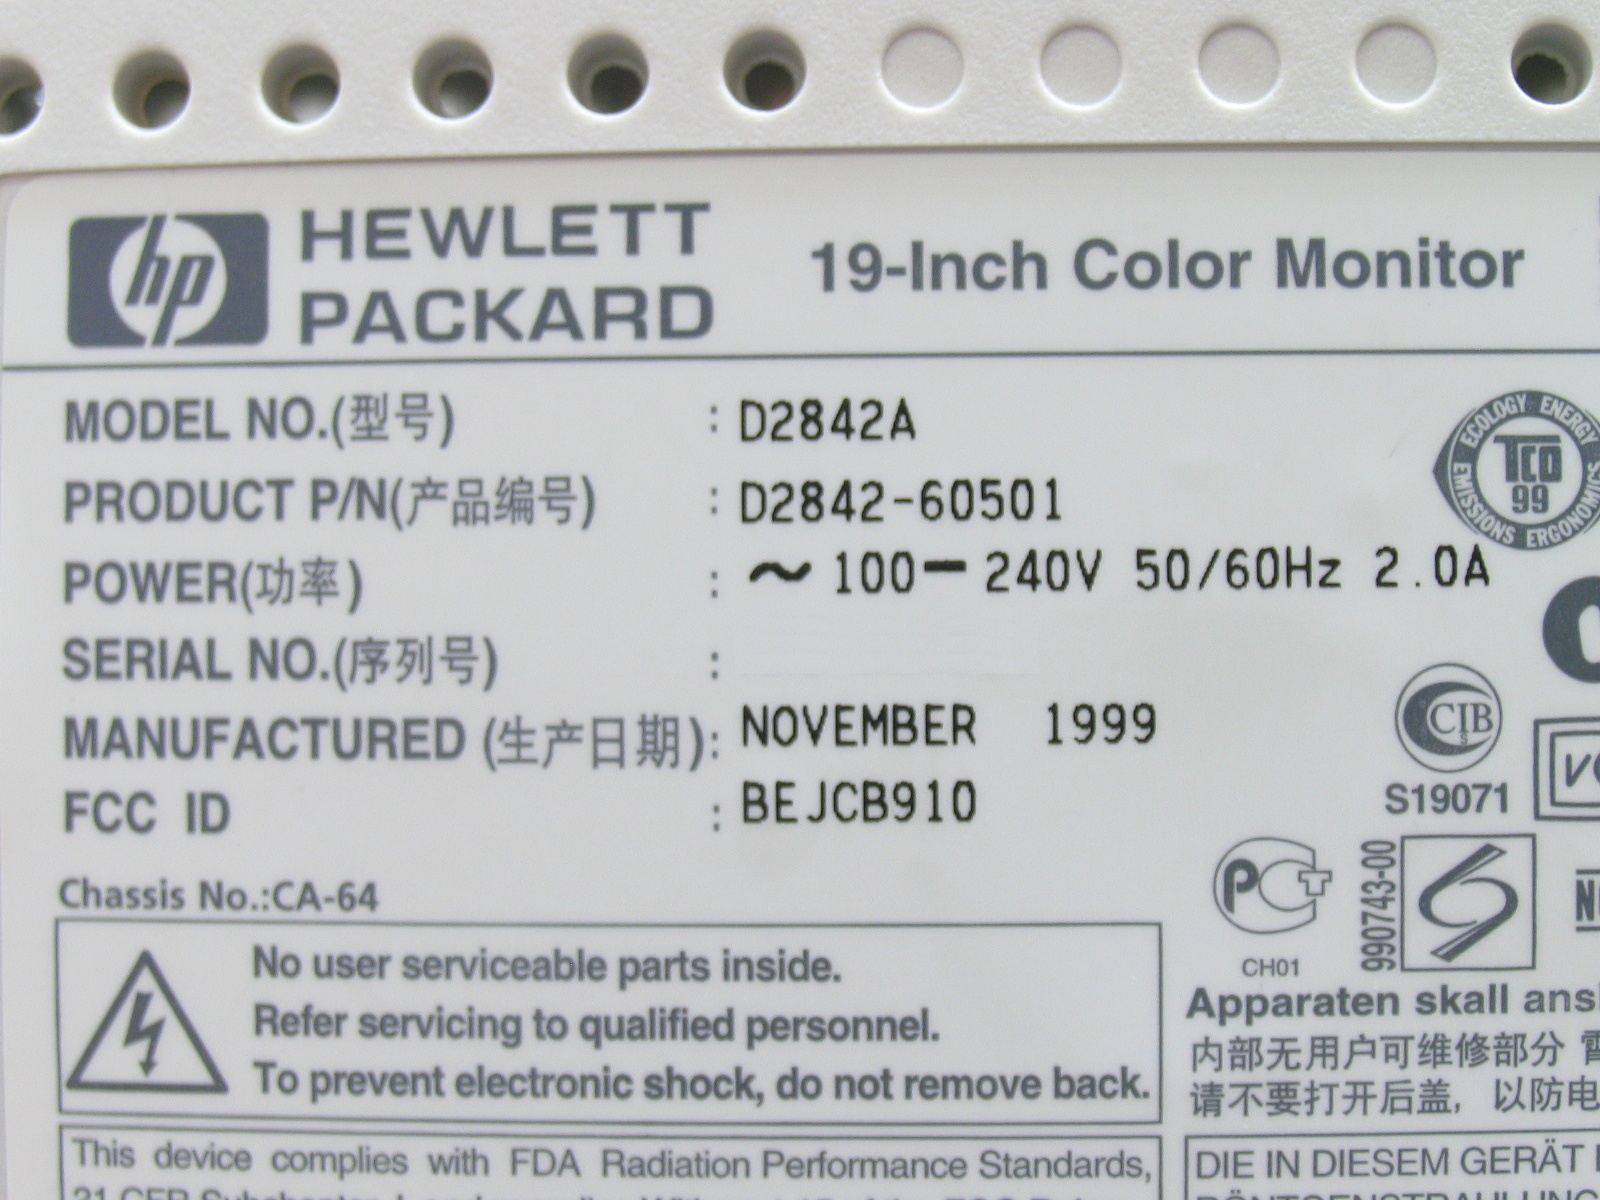 hp HEWLETT PACKARD 19-Inch Color Monitor
MODEL NO.(型号) : D2842A
PRODUCT P/N(产品编号) : D2842-60501
POWER(功率) : ~ 100-240V 50/60Hz 2.0A
SERIAL NO.(序列号) :
MANUFACTURED (生产日期): NOVEMBER 1999
FCC ID : BEJCB910
ECOLOGY ENERGY
TCO
99
EMISSIONS ERGONOMICS
CIB
S
S19071
Chassis No.:CA-64
PCT
CH01
990743-00
No user serviceable parts inside.
Refer servicing to qualified personnel.
To prevent electronic shock, do not remove back.
Apparaten skall
内部无用户可维修部分
请不要打开后盖, 以防电
This device complies with FDA Radiation Performance Standards,
21 CFR Subchapter
DIE IN DIESEM GERÄT